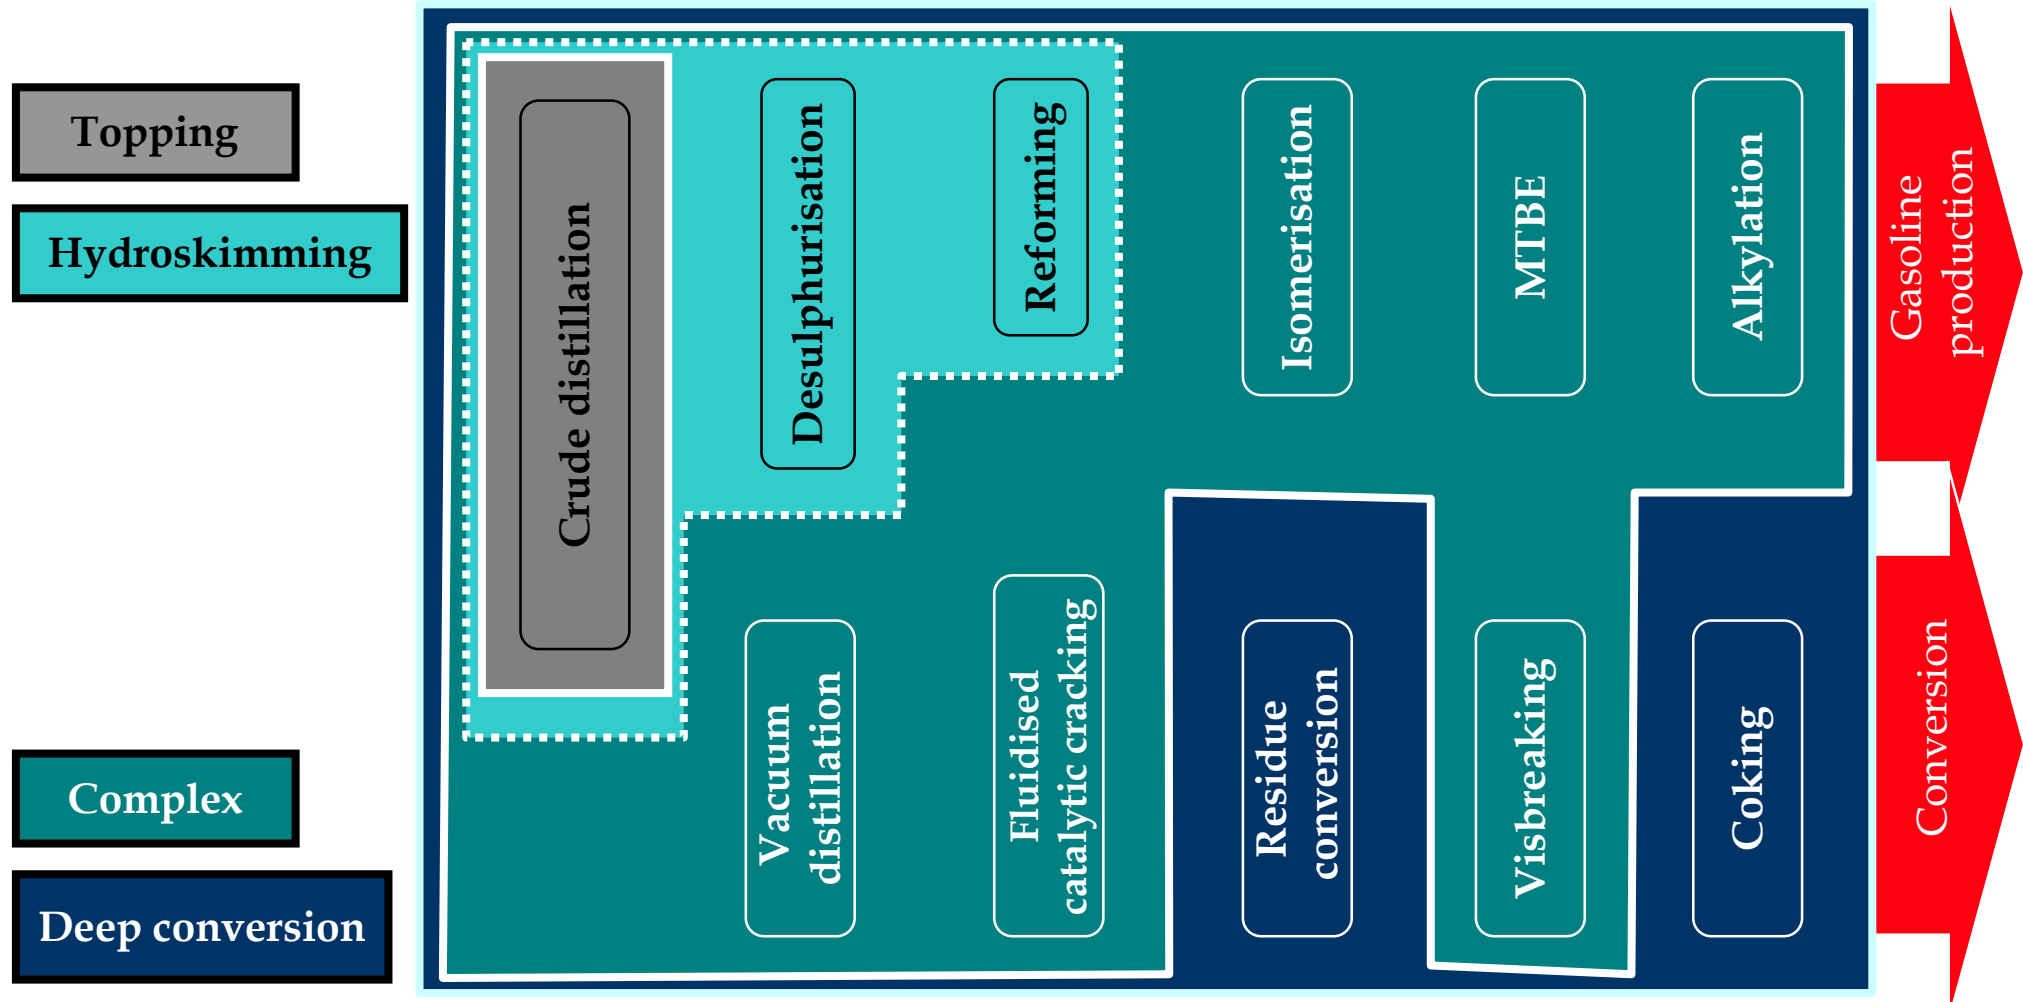 Topping
Hydroskimming
Complex
Deep conversion
Crude distillation
Desulphurisation
Reforming
Isomerisation
MTBE
Alkylation
Vacuum
distillation
Fluidised
catalytic cracking
Residue
conversion
Visbreaking
Coking
Gasoline
production
Conversion